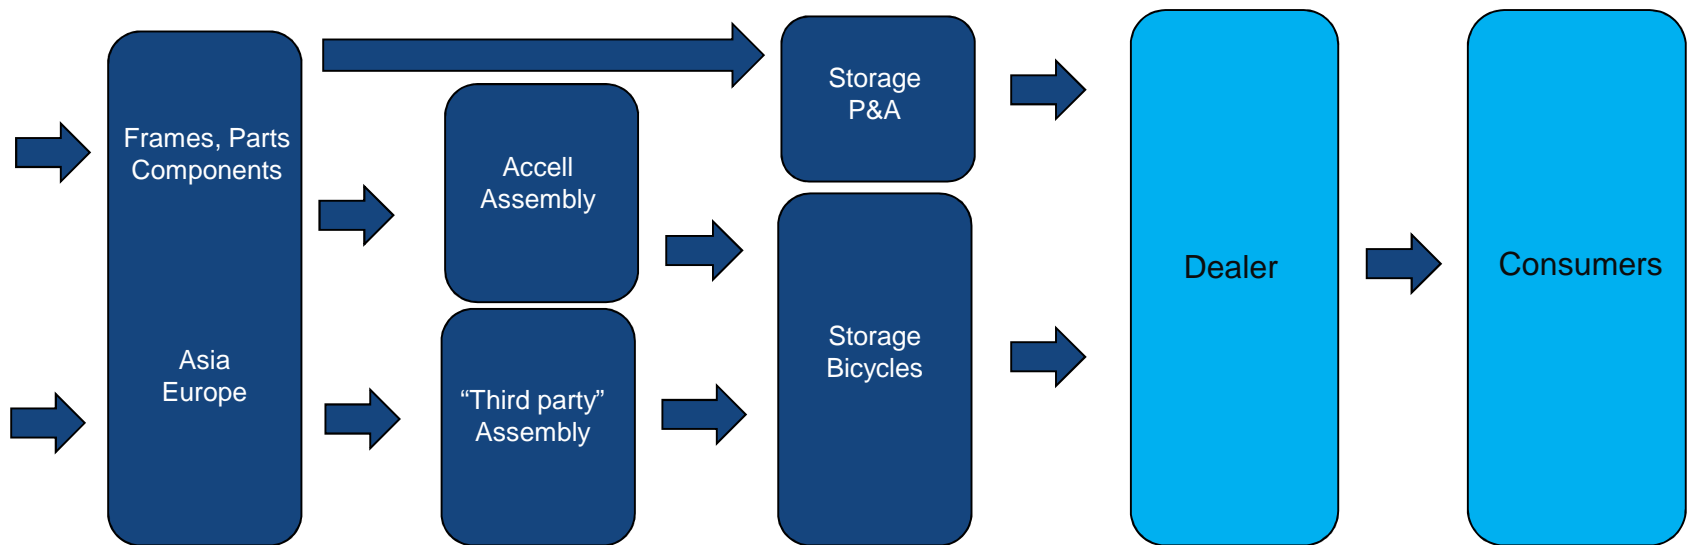 Frames, Parts
Components
Asia
Europe
Accell
Assembly
“Third party”
Assembly
Storage
P&A
Storage
Bicycles
Dealer
Consumers